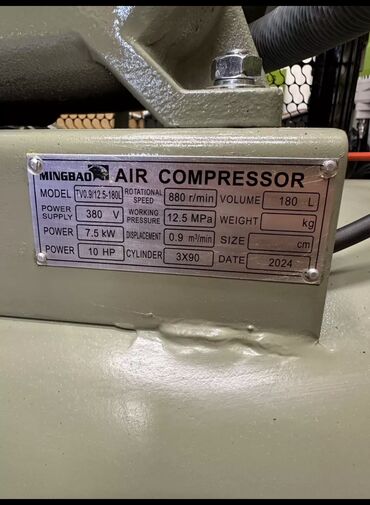 MINGBAO AIR COMPRESSOR
MODEL TV0.9/12.5-180L ROTATIONAL SPEED 880 r/min VOLUME 180 L
POWER SUPPLY 380 V WORKING PRESSURE 12.5 MPa WEIGHT kg
POWER 7.5 kW DISPLACEMENT 0.9 m³/min SIZE cm
POWER 10 HP CYLINDER 3X90 DATE 2024